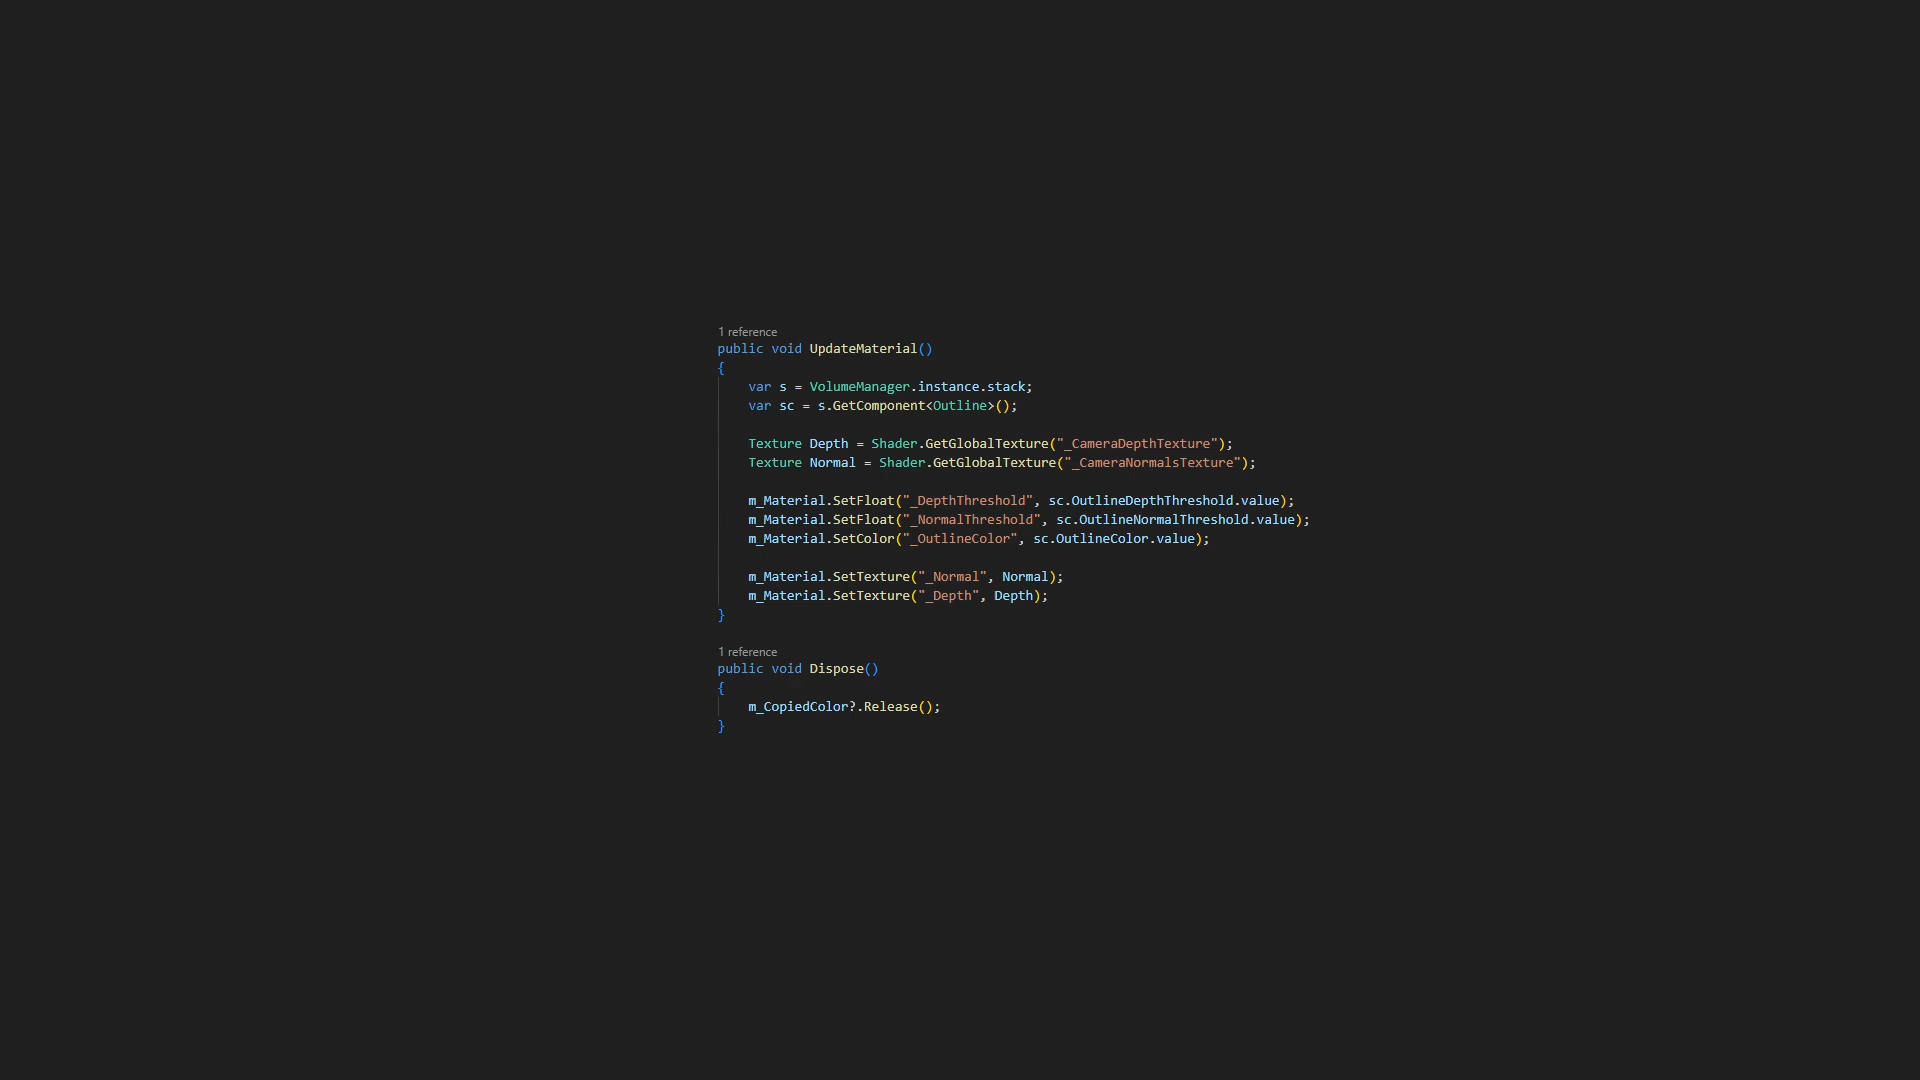 1 reference
public void UpdateMaterial()
{
    var s = VolumeManager.instance.stack;
    var sc = s.GetComponent<Outline>();

    Texture Depth = Shader.GetGlobalTexture("_CameraDepthTexture");
    Texture Normal = Shader.GetGlobalTexture("_CameraNormalsTexture");

    m_Material.SetFloat("_DepthThreshold", sc.OutlineDepthThreshold.value);
    m_Material.SetFloat("_NormalThreshold", sc.OutlineNormalThreshold.value);
    m_Material.SetColor("_OutlineColor", sc.OutlineColor.value);

    m_Material.SetTexture("_Normal", Normal);
    m_Material.SetTexture("_Depth", Depth);
}

1 reference
public void Dispose()
{
    m_CopiedColor?.Release();
}